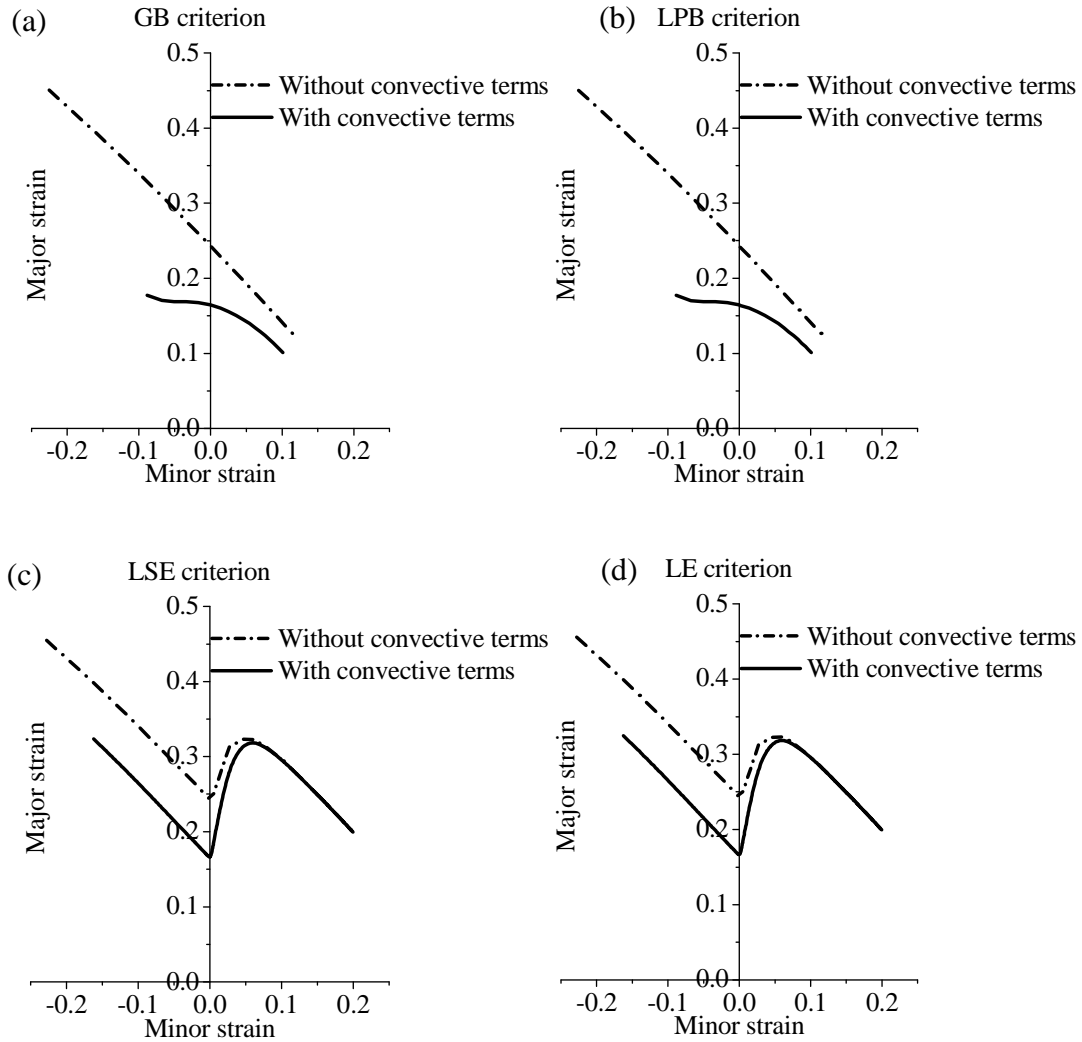 (a) GB criterion
0.5
Without convective terms
With convective terms
0.4
0.3
0.2
0.1
0.0
Major strain
-0.2 -0.1 0.0 0.1 0.2
Minor strain
(b) LPB criterion
0.5
Without convective terms
With convective terms
0.4
0.3
0.2
0.1
0.0
Major strain
-0.2 -0.1 0.0 0.1 0.2
Minor strain
(c) LSE criterion
0.5
Without convective terms
With convective terms
0.4
0.3
0.2
0.1
0.0
Major strain
-0.2 -0.1 0.0 0.1 0.2
Minor strain
(d) LE criterion
0.5
Without convective terms
With convective terms
0.4
0.3
0.2
0.1
0.0
Major strain
-0.2 -0.1 0.0 0.1 0.2
Minor strain